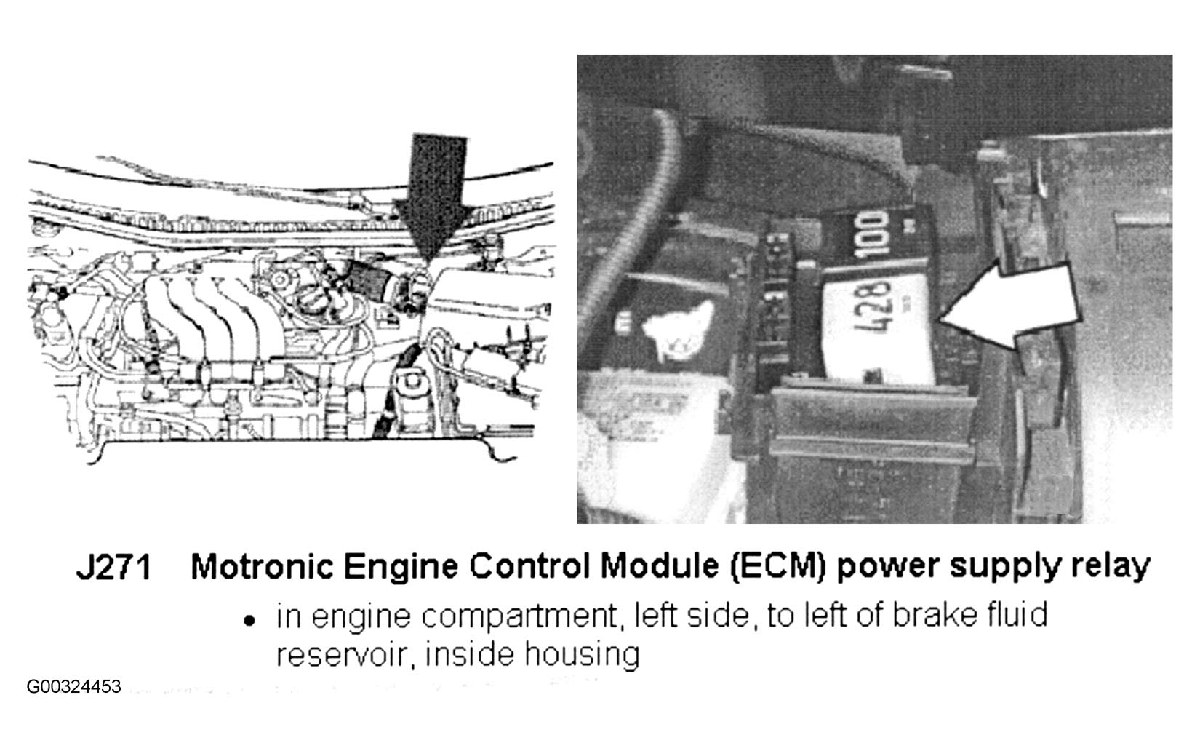 100
428
J271 Motronic Engine Control Module (ECM) power supply relay
• in engine compartment, left side, to left of brake fluid
reservoir, inside housing
G00324453